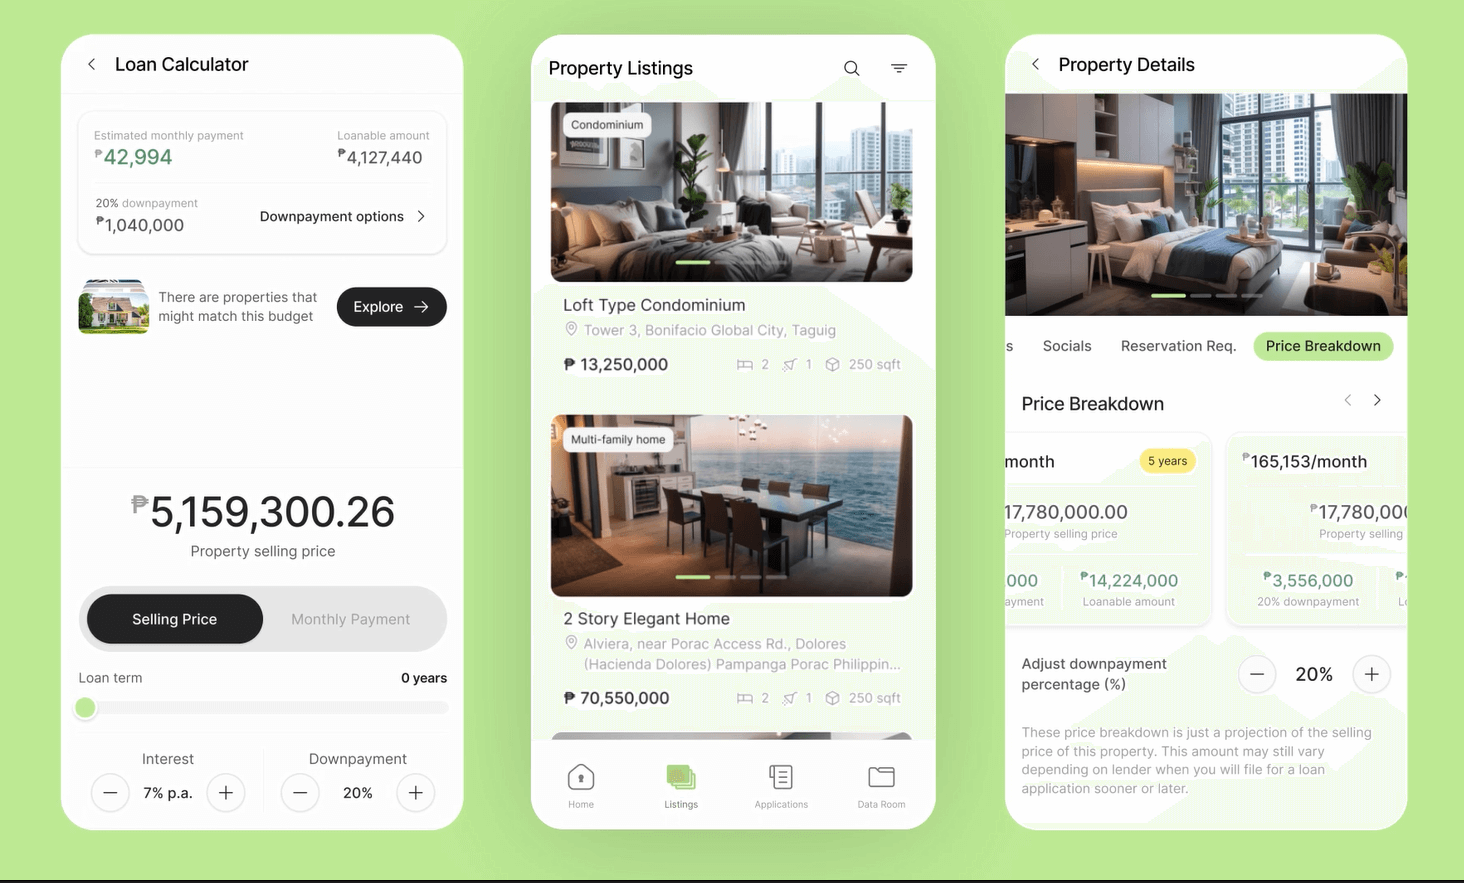 Loan Calculator
Estimated monthly payment
₱42,994
Loanable amount
₱4,127,440
20% downpayment
₱1,040,000
Downpayment options
There are properties that
might match this budget
Explore
₱5,159,300.26
Property selling price
Selling Price
Monthly Payment
Loan term
0 years
Interest
7% p.a.
Downpayment
20%
Property Listings
Condominium
Loft Type Condominium
Tower 3, Bonifacio Global City, Taguig
₱ 13,250,000
2
1
250 sqft
Multi-family home
2 Story Elegant Home
Alviera, near Porac Access Rd., Dolores
(Hacienda Dolores) Pampanga Porac Philippin...
₱ 70,550,000
2
1
250 sqft
Home
Listings
Applications
Data Room
Property Details
s
Socials
Reservation Req.
Price Breakdown
Price Breakdown
month
5 years
17,780,000.00
Property selling price
000
ayment
₱14,224,000
Loanable amount
₱165,153/month
₱17,780,00
Property selling
₱3,556,000
20% downpayment
Adjust downpayment
percentage (%)
20%
These price breakdown is just a projection of the selling
price of this property. This amount may still vary
depending on lender when you will file for a loan
application sooner or later.